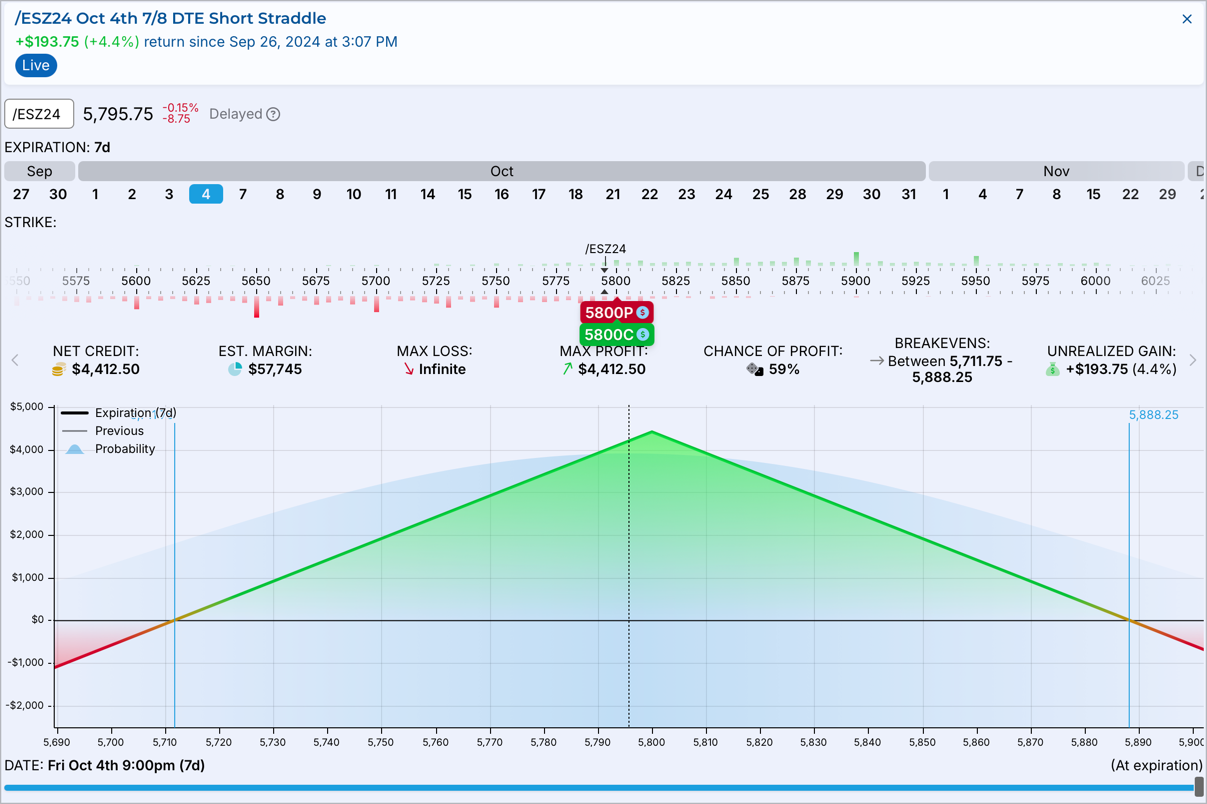 /ESZ24 Oct 4th 7/8 DTE Short Straddle
+$193.75 (+4.4%) return since Sep 26, 2024 at 3:07 PM
Live
/ESZ24 5,795.75 -0.15% -8.75 Delayed ?
EXPIRATION: 7d
Sep Oct Nov D
27 30 1 2 3 4 7 8 9 10 11 14 15 16 17 18 21 22 23 24 25 28 29 30 31 1 4 7 8 15 22 29 2
STRIKE:
/ESZ24
550 5575 5600 5625 5650 5675 5700 5725 5750 5775 5800 5825 5850 5875 5900 5925 5950 5975 6000 6025
5800P $
5800C $
NET CREDIT: EST. MARGIN: MAX LOSS: MAX PROFIT: CHANCE OF PROFIT: BREAKEVENS: UNREALIZED GAIN:
$4,412.50 $57,745 Infinite $4,412.50 59% Between 5,711.75 - +$193.75 (4.4%)
5,888.25
$5,000
Expiration (7d)
5,888.25
Previous
Probability
$4,000
$3,000
$2,000
$1,000
$0
-$1,000
-$2,000
5,690 5,700 5,710 5,720 5,730 5,740 5,750 5,760 5,770 5,780 5,790 5,800 5,810 5,820 5,830 5,840 5,850 5,860 5,870 5,880 5,890 5,900
DATE: Fri Oct 4th 9:00pm (7d) (At expiration)